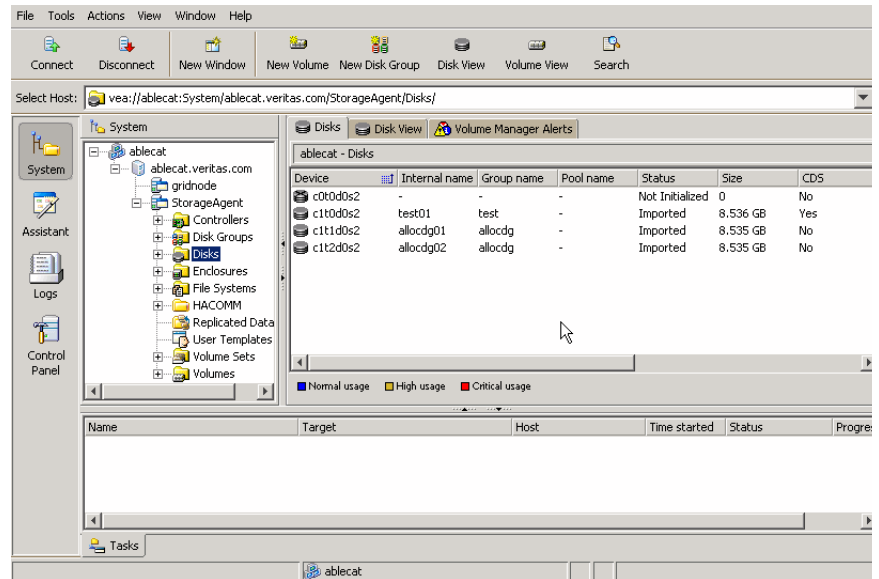 File Tools Actions View Window Help
Connect Disconnect New Window New Volume New Disk Group Disk View Volume View Search
Select Host: vea://ablecat:System/ablecat.veritas.com/StorageAgent/Disks/
System
Assistant
Logs
Control
Panel
System
ablecat
ablecat.veritas.com
gridnode
StorageAgent
Controllers
Disk Groups
Disks
Enclosures
File Systems
HACOMM
Replicated Data
User Templates
Volume Sets
Volumes
Disks Disk View Volume Manager Alerts
ablecat - Disks
Device Internal name Group name Pool name Status Size CDS
c0t0d0s2 - - - Not Initialized 0 No
c1t0d0s2 test01 test - Imported 8.536 GB Yes
c1t1d0s2 allocdg01 allocdg - Imported 8.535 GB No
c1t2d0s2 allocdg02 allocdg - Imported 8.535 GB No
Normal usage High usage Critical usage
Name Target Host Time started Status Progres
Tasks
ablecat